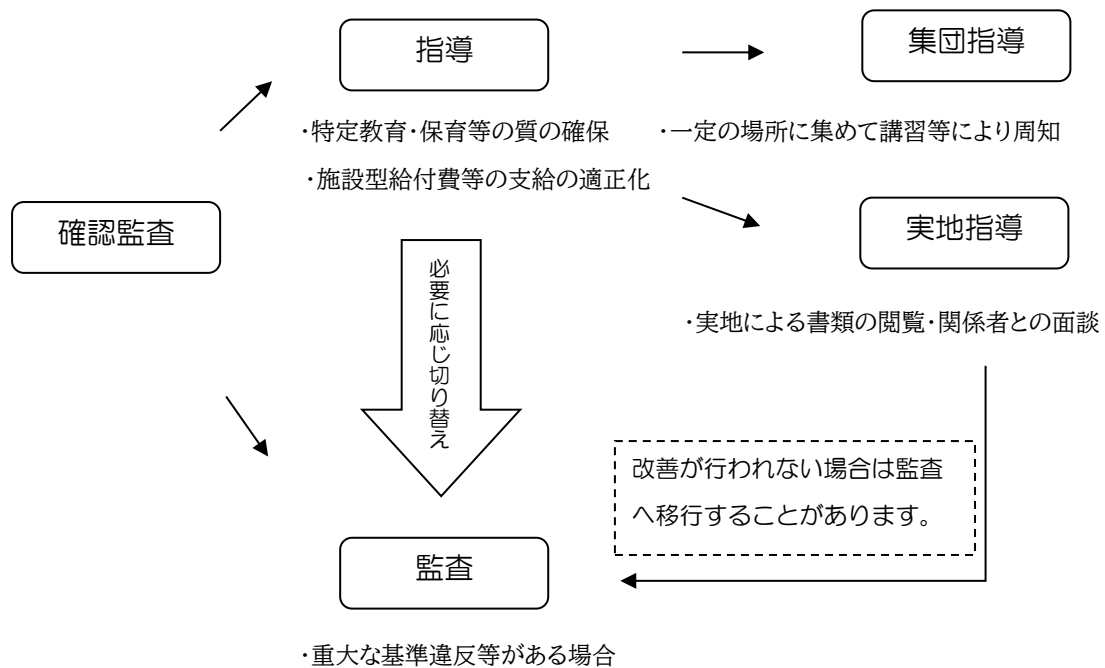 指導
集団指導
・特定教育・保育等の質の確保
・一定の場所に集めて講習等により周知
・施設型給付費等の支給の適正化
確認監査
実地指導
必要に応じ切り替え
・実地による書類の閲覧・関係者との面談
改善が行われない場合は監査
へ移行することがあります。
監査
・重大な基準違反等がある場合